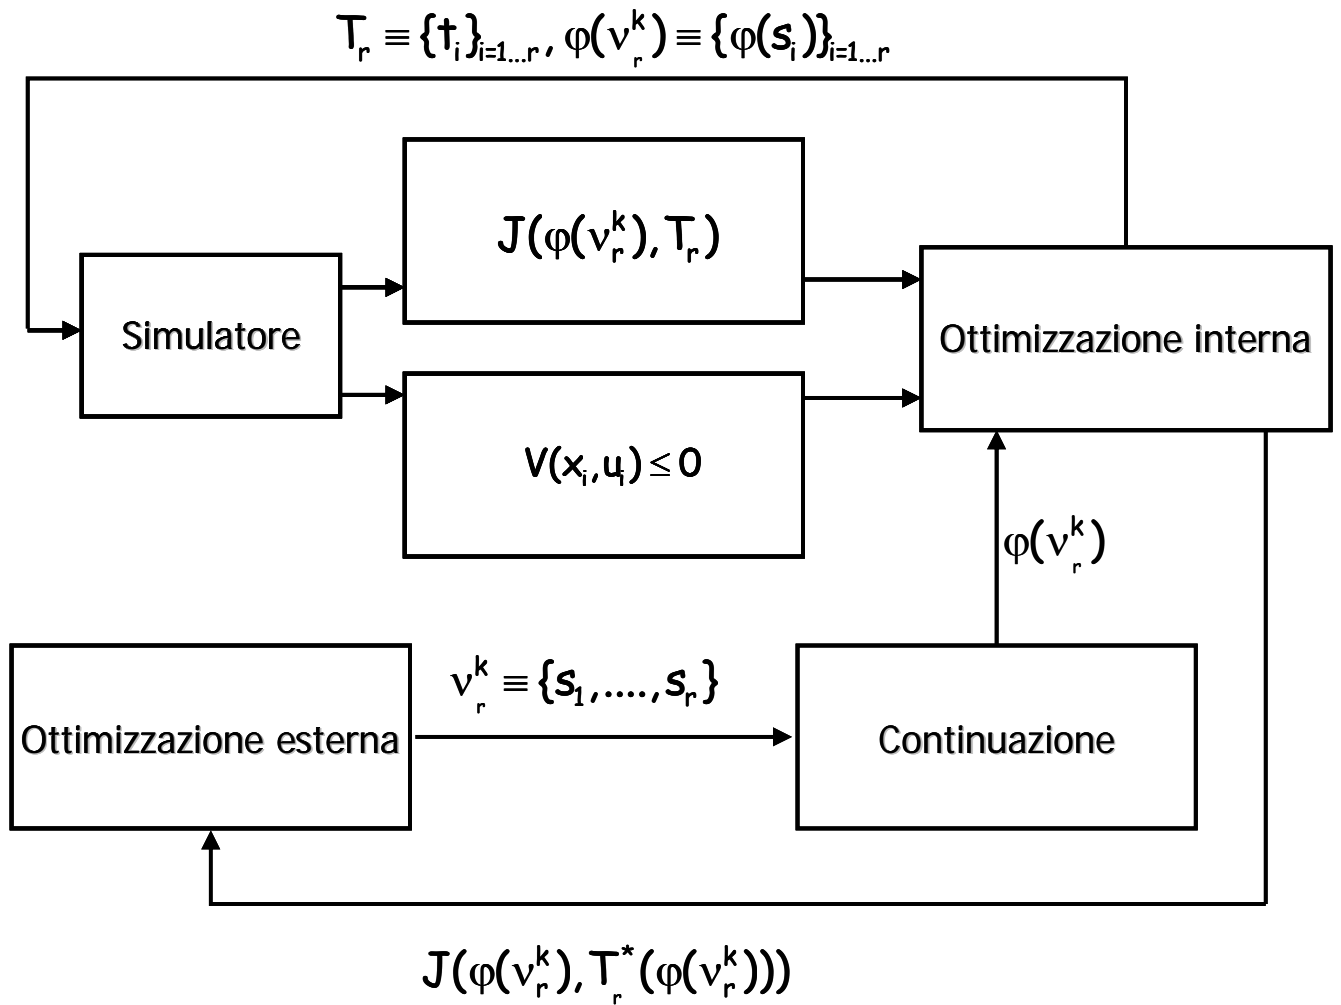 T_r ≡ {t_i}_{i=1...r}, φ(ν_r^k) ≡ {φ(s_i)}_{i=1...r}
J(φ(ν_r^k), T_r)
Simulatore
Ottimizzazione interna
V(x_i, u_i) ≤ 0
φ(ν_r^k)
ν_r^k ≡ {s_1, ...., s_r}
Ottimizzazione esterna
Continuazione
J(φ(ν_r^k), T_r^*(φ(ν_r^k)))